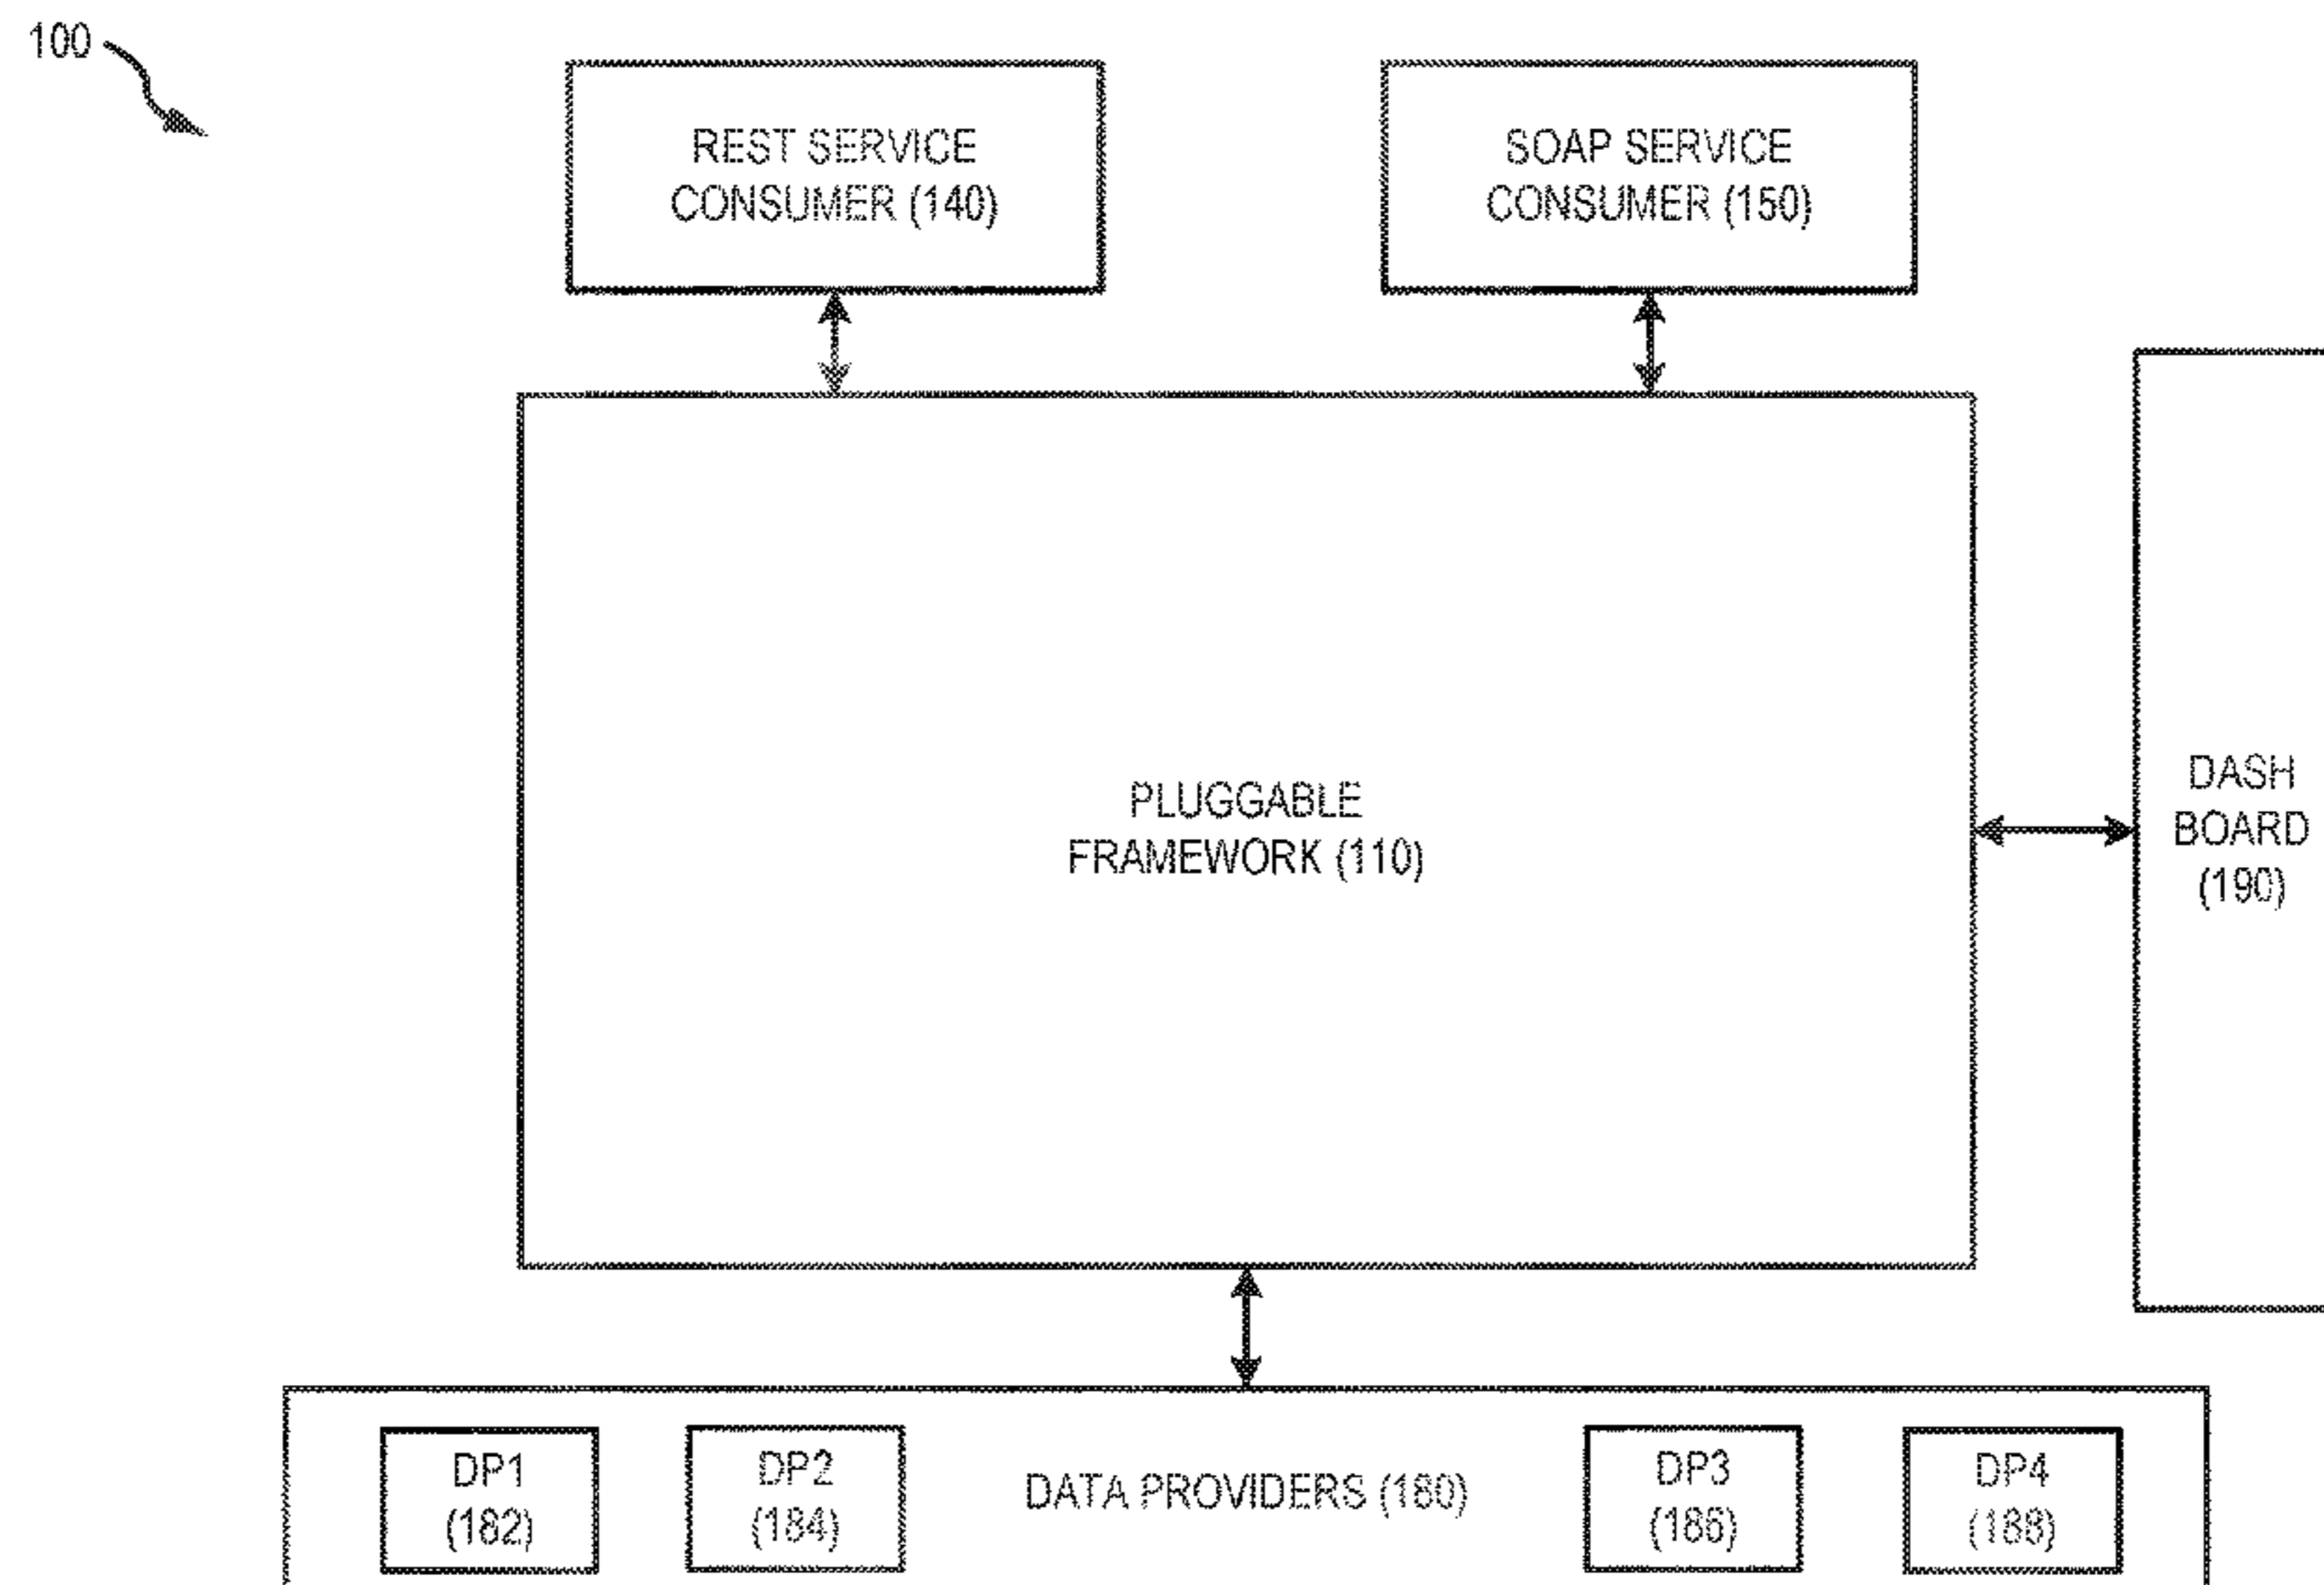 100
REST SERVICE
CONSUMER (140)
SOAP SERVICE
CONSUMER (150)
PLUGGABLE
FRAMEWORK (110)
DASH
BOARD
(190)
DP1
(182)
DP2
(184)
DATA PROVIDERS (180)
DP3
(186)
DP4
(188)